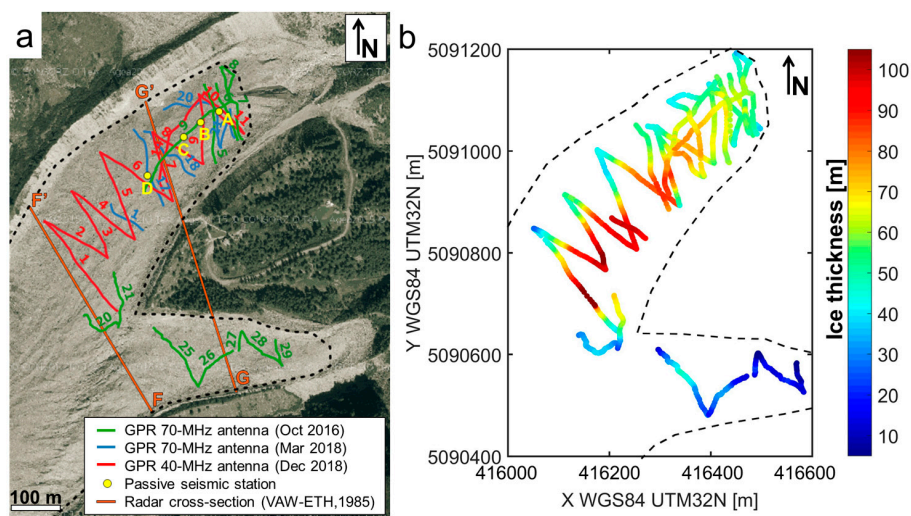 a
N
G'
8
20
A
B
C
D
F'
6
5
4
3
2
1
1
21
20
25
26
27
28
29
G
F
GPR 70-MHz antenna (Oct 2016)
GPR 70-MHz antenna (Mar 2018)
GPR 40-MHz antenna (Dec 2018)
Passive seismic station
Radar cross-section (VAW-ETH,1985)
100 m
b
N
5091200
5091000
5090800
5090600
5090400
Y WGS84 UTM32N [m]
416000
416200
416400
416600
X WGS84 UTM32N [m]
Ice thickness [m]
100
90
80
70
60
50
40
30
20
10